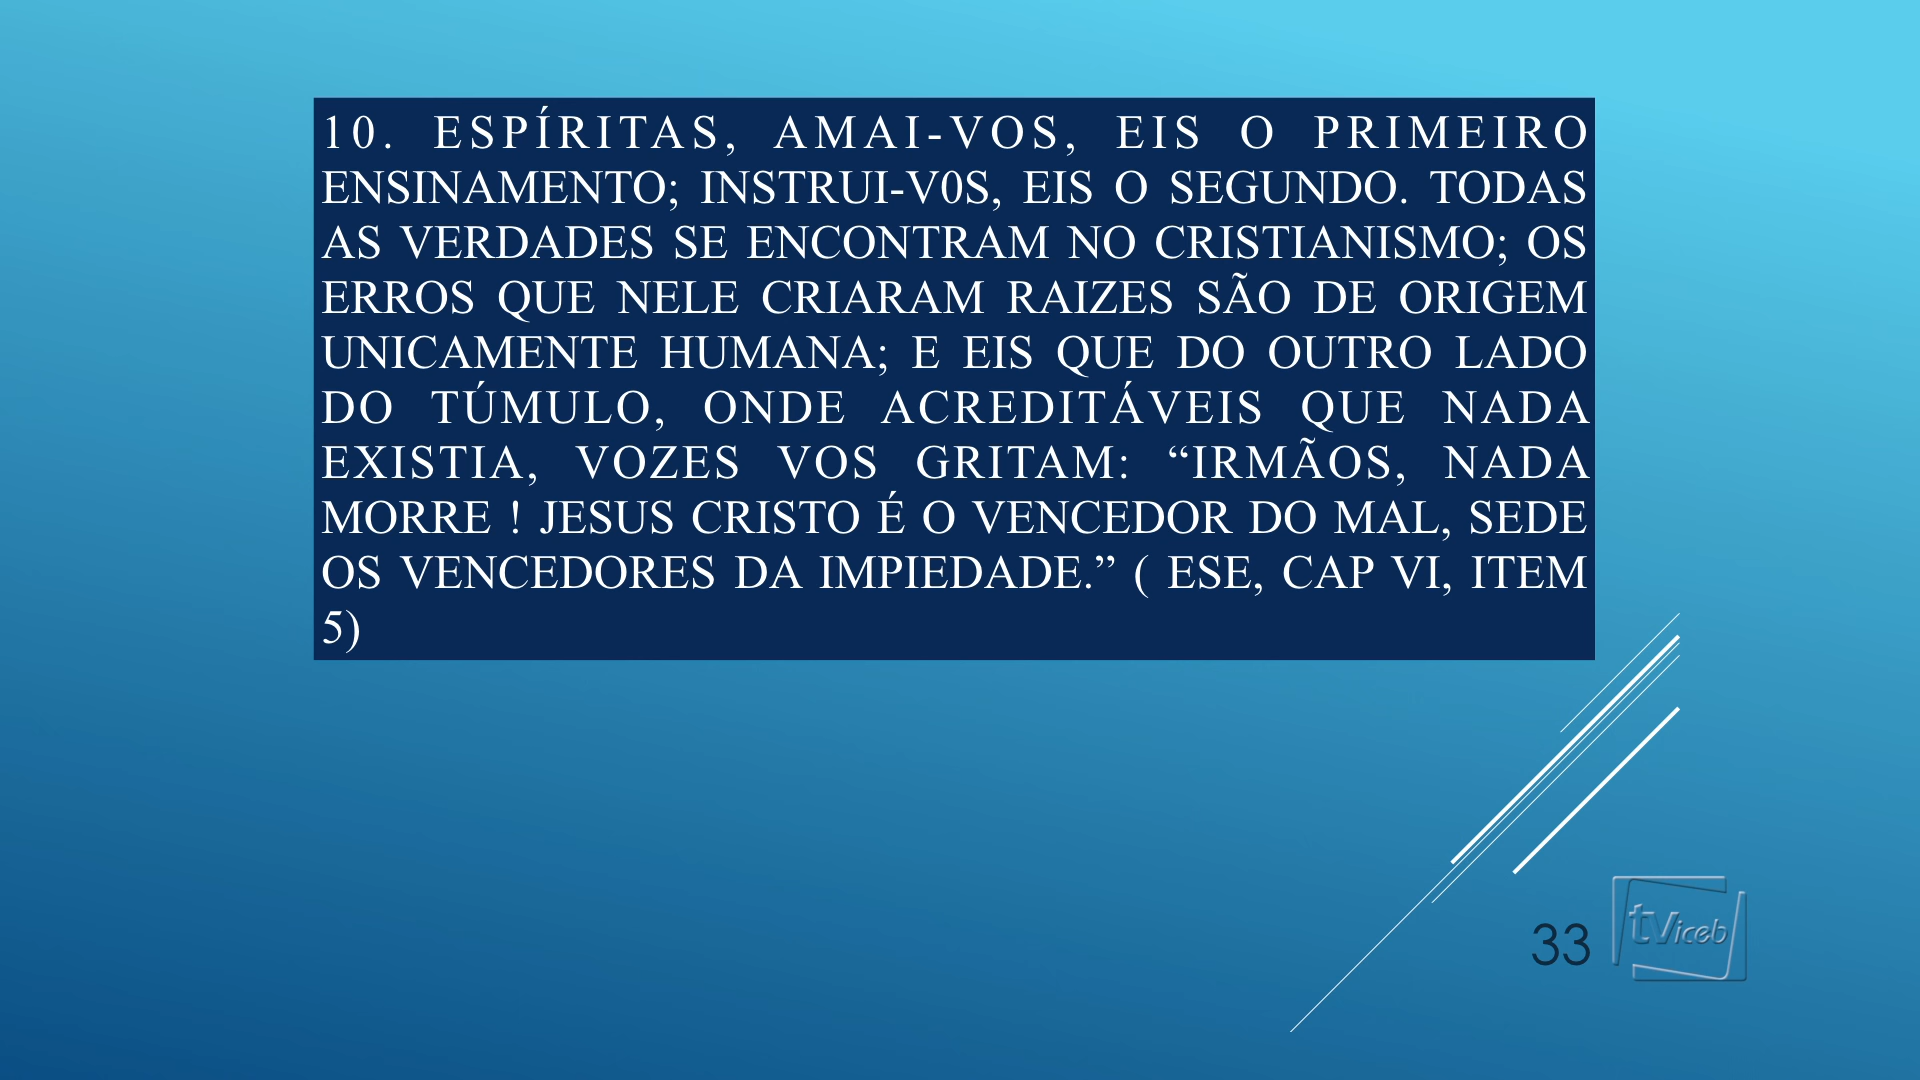 10. ESPÍRITAS, AMAI-VOS, EIS O PRIMEIRO
ENSINAMENTO; INSTRUI-V0S, EIS O SEGUNDO. TODAS
AS VERDADES SE ENCONTRAM NO CRISTIANISMO; OS
ERROS QUE NELE CRIARAM RAIZES SÃO DE ORIGEM
UNICAMENTE HUMANA; E EIS QUE DO OUTRO LADO
DO TÚMULO, ONDE ACREDITÁVEIS QUE NADA
EXISTIA, VOZES VOS GRITAM: “IRMÃOS, NADA
MORRE ! JESUS CRISTO É O VENCEDOR DO MAL, SEDE
OS VENCEDORES DA IMPIEDADE.” ( ESE, CAP VI, ITEM
5)
33
tViceb